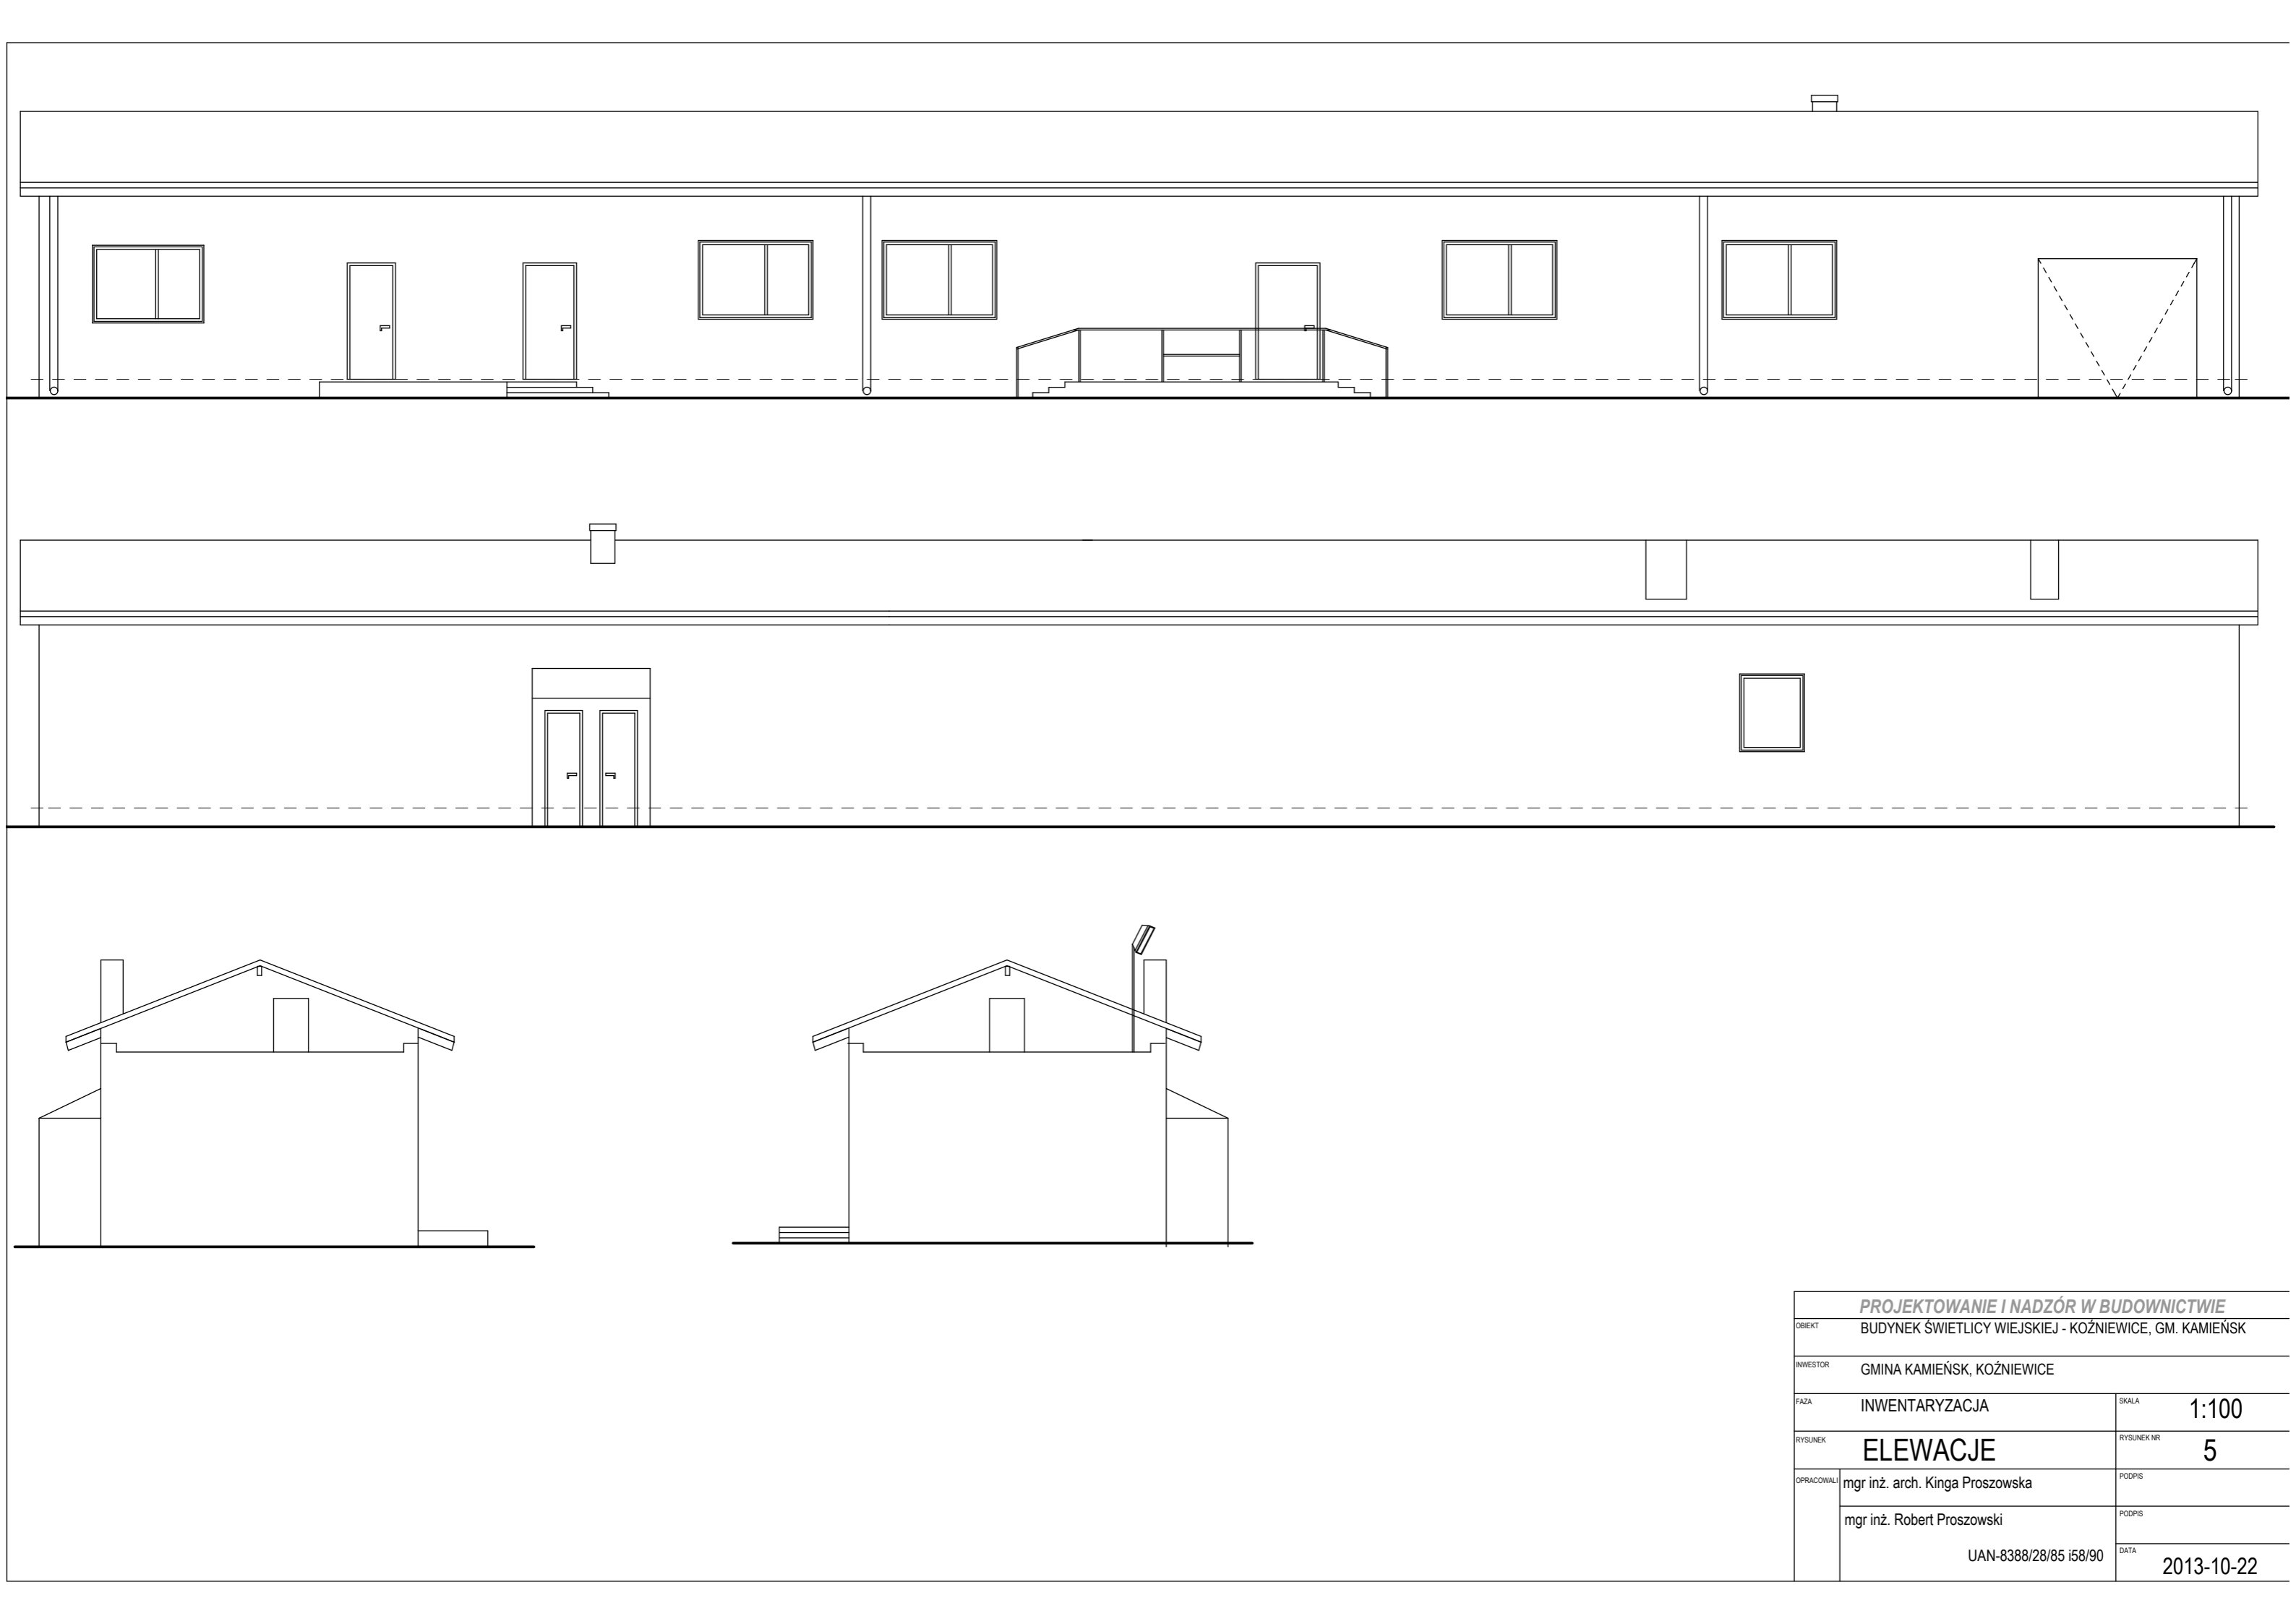 PROJEKTOWANIE I NADZÓR W BUDOWNICTWIE
OBIEKT BUDYNEK ŚWIETLICY WIEJSKIEJ - KOŹNIEWICE, GM. KAMIEŃSK
INWESTOR GMINA KAMIEŃSK, KOŹNIEWICE
FAZA INWENTARYZACJA SKALA 1:100
RYSUNEK ELEWACJE RYSUNEK NR 5
OPRACOWALI mgr inż. arch. Kinga Proszowska PODPIS
mgr inż. Robert Proszowski PODPIS
UAN-8388/28/85 i58/90 DATA 2013-10-22